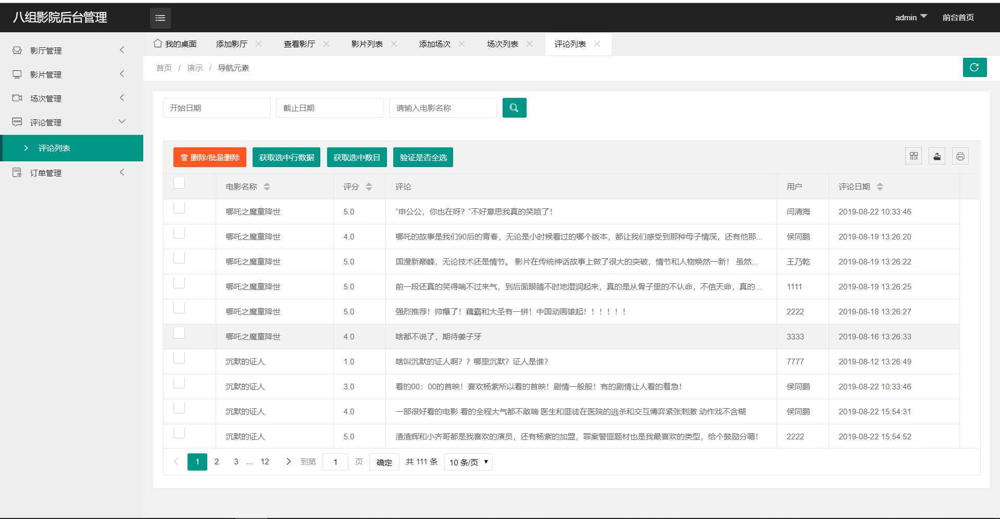 八组影院后台管理
admin 前台首页
影厅管理
影片管理
场次管理
评论管理
评论列表
订单管理
我的桌面 添加影厅 查看影厅 影片列表 添加场次 场次列表 评论列表
首页 / 演示 / 导航元素
开始日期 截止日期 请输入电影名称
删除/批量删除 获取选中行数据 获取选中数目 验证是否全选
电影名称 评分 评论 用户 评论日期
哪吒之魔童降世 5.0 “申公公，你也在呀？“不好意思我真的笑喷了！ 闫清海 2019-08-22 10:33:46
哪吒之魔童降世 4.0 哪吒的故事是我们90后的青春，无论是小时候看过的哪个版本，都让我们感受到那种母子情深，还有他那... 侯同鹏 2019-08-19 13:26:20
哪吒之魔童降世 5.0 国漫新巅峰，无论技术还是情节。 影片在传统神话故事上做了很大的突破，情节和人物焕然一新！ 虽然... 王乃乾 2019-08-19 13:26:22
哪吒之魔童降世 5.0 前一段还真的笑得喘不过来气，到后面眼睛不时地湿润起来，真的是从骨子里的不认命，不信天命，真的... 1111 2019-08-19 13:26:25
哪吒之魔童降世 5.0 强烈推荐！帅爆了！藕霸和大圣有一拼！中国动画雄起！！！！！！ 2222 2019-08-18 13:26:27
哪吒之魔童降世 4.0 啥都不说了，期待姜子牙 3333 2019-08-16 13:26:33
沉默的证人 1.0 啥叫沉默的证人啊？？哪里沉默？证人是谁？ 7777 2019-08-12 13:26:49
沉默的证人 3.0 看的00：00的首映！喜欢杨紫所以看的首映！剧情一般般！有的剧情让人看的着急！ 侯同鹏 2019-08-22 10:33:46
沉默的证人 4.0 一部很好看的电影 看的全程大气都不敢喘 医生和匪徒在医院的逃杀和交互博弈紧张刺激 动作戏不含糊 侯同鹏 2019-08-22 15:54:31
沉默的证人 5.0 渣渣辉和小齐哥都是我喜欢的演员，还有杨紫的加盟，罪案警匪题材也是我最喜欢的类型，给个鼓励分嗯！ 2222 2019-08-22 15:54:52
1 2 3 … 12 到第 1 页 确定 共 111 条 10 条/页